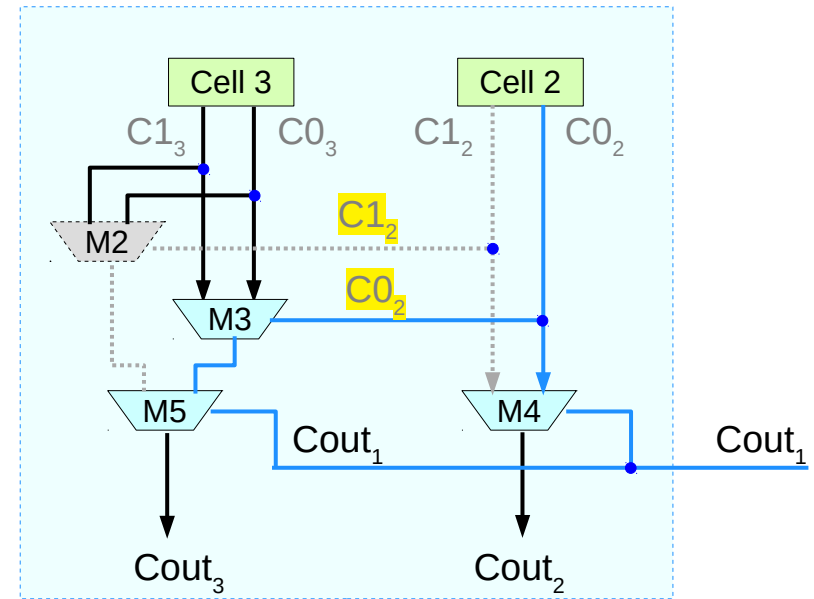 Cell 3
Cell 2
C1₃
C0₃
C1₂
C0₂
C1₂
M2
C0₂
M3
M5
M4
Cout₁
Cout₁
Cout₃
Cout₂